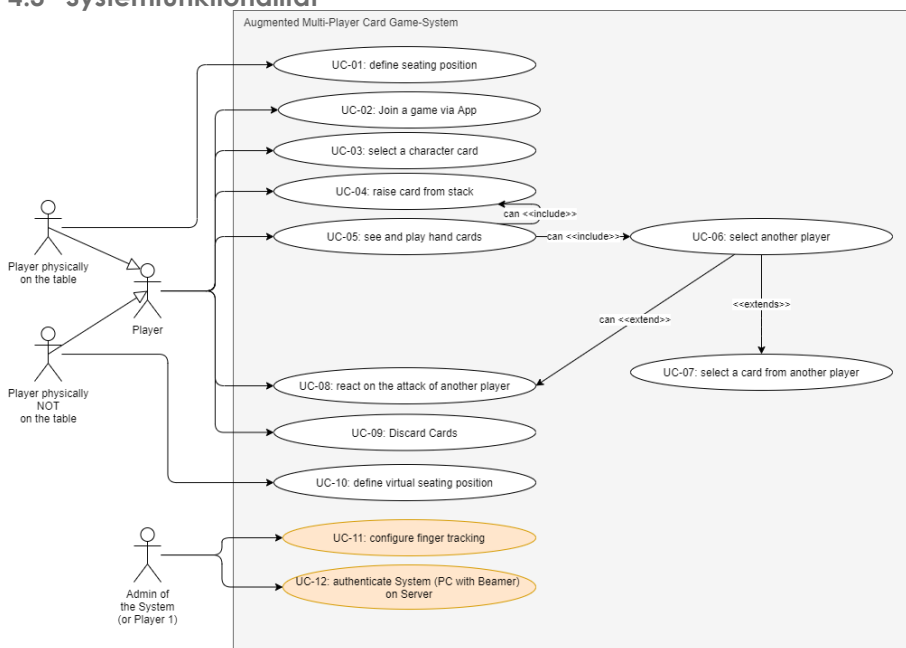 4.3 Systemfunktionalität
Augmented Multi-Player Card Game-System
UC-01: define seating position
UC-02: Join a game via App
UC-03: select a character card
UC-04: raise card from stack
can <<include>>
UC-05: see and play hand cards
can <<include>>
UC-06: select another player
Player physically
on the table
Player
<<extends>>
can <<extend>>
Player physically
NOT
on the table
UC-07: select a card from another player
UC-08: react on the attack of another player
UC-09: Discard Cards
UC-10: define virtual seating position
UC-11: configure finger tracking
UC-12: authenticate System (PC with Beamer)
on Server
Admin of
the System
(or Player 1)